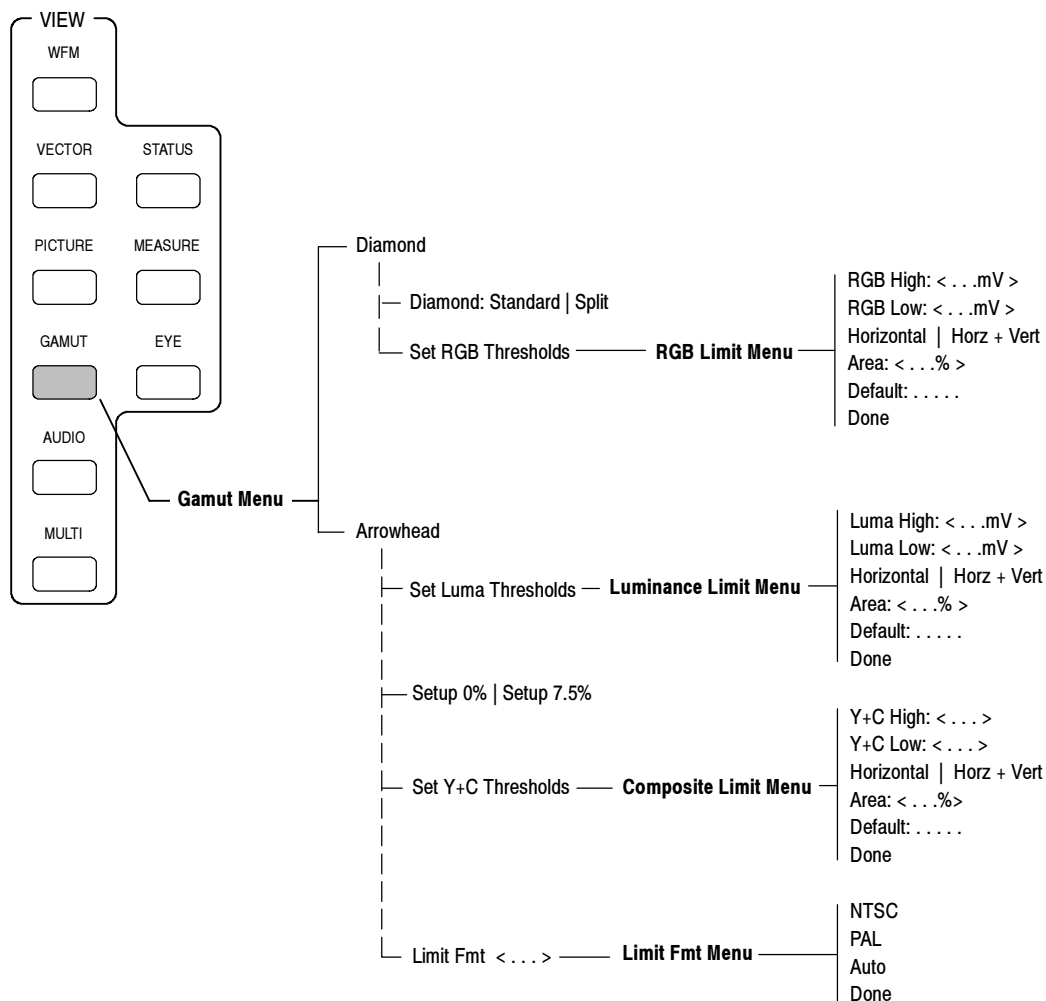 VIEW
WFM
VECTOR STATUS
PICTURE MEASURE
GAMUT EYE
AUDIO
MULTI
Gamut Menu
Diamond
Diamond: Standard | Split
Set RGB Thresholds
RGB Limit Menu
RGB High: < . . .mV >
RGB Low: < . . .mV >
Horizontal | Horz + Vert
Area: < . . .% >
Default: . . . . .
Done
Arrowhead
Set Luma Thresholds
Luminance Limit Menu
Luma High: < . . .mV >
Luma Low: < . . .mV >
Horizontal | Horz + Vert
Area: < . . .% >
Default: . . . . .
Done
Setup 0% | Setup 7.5%
Set Y+C Thresholds
Composite Limit Menu
Y+C High: < . . . >
Y+C Low: < . . . >
Horizontal | Horz + Vert
Area: < . . .%>
Default: . . . . .
Done
Limit Fmt < . . . >
Limit Fmt Menu
NTSC
PAL
Auto
Done